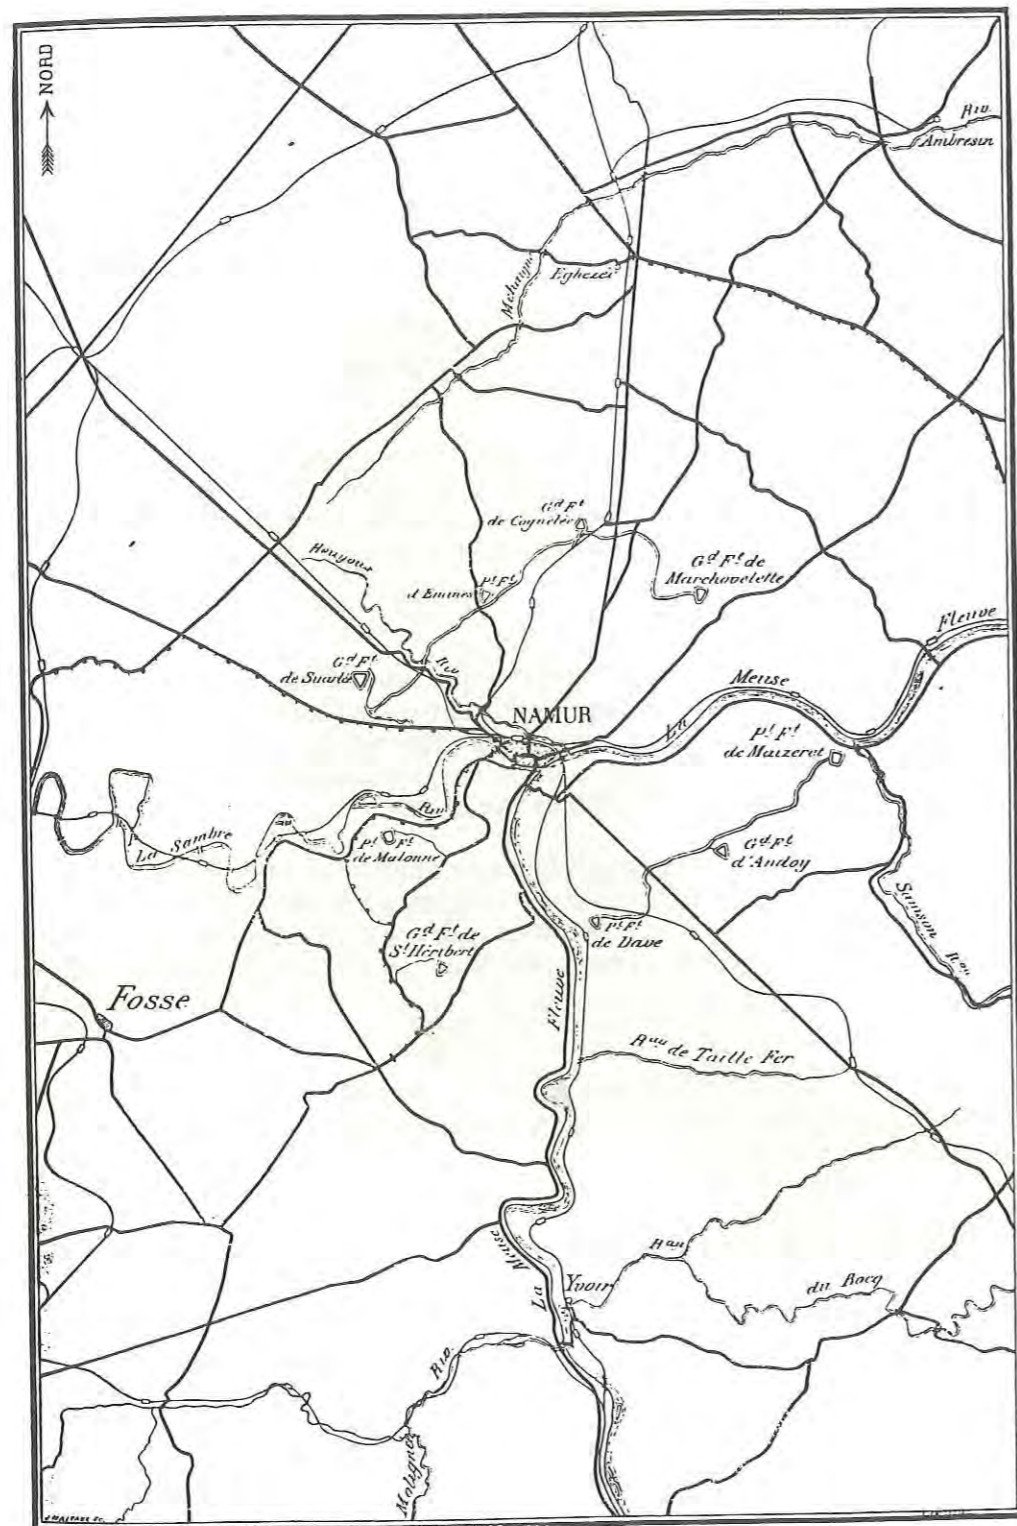 NORD
Riv.
Ambresin
Méhaigne
Eghezée
Gd Ft
de Cognelée
Houyoux
Pt Ft
d'Emines
Gd Ft de
Marchovelette
Gd Ft
de Suarlée
Riv.
NAMUR
La Meuse Fleuve
Pt Ft
de Maizeret
La Sambre Riv.
Pt Ft
de Malonne
Gd Ft
d'Andoy
Samson Rau
Gd Ft de
St Héribert
Pt Ft
de Dave
Fosse
Fleuve
Rau de Taille Fer
La Meuse
Yvoir
Rau du Bocq
Riv.
Molignée